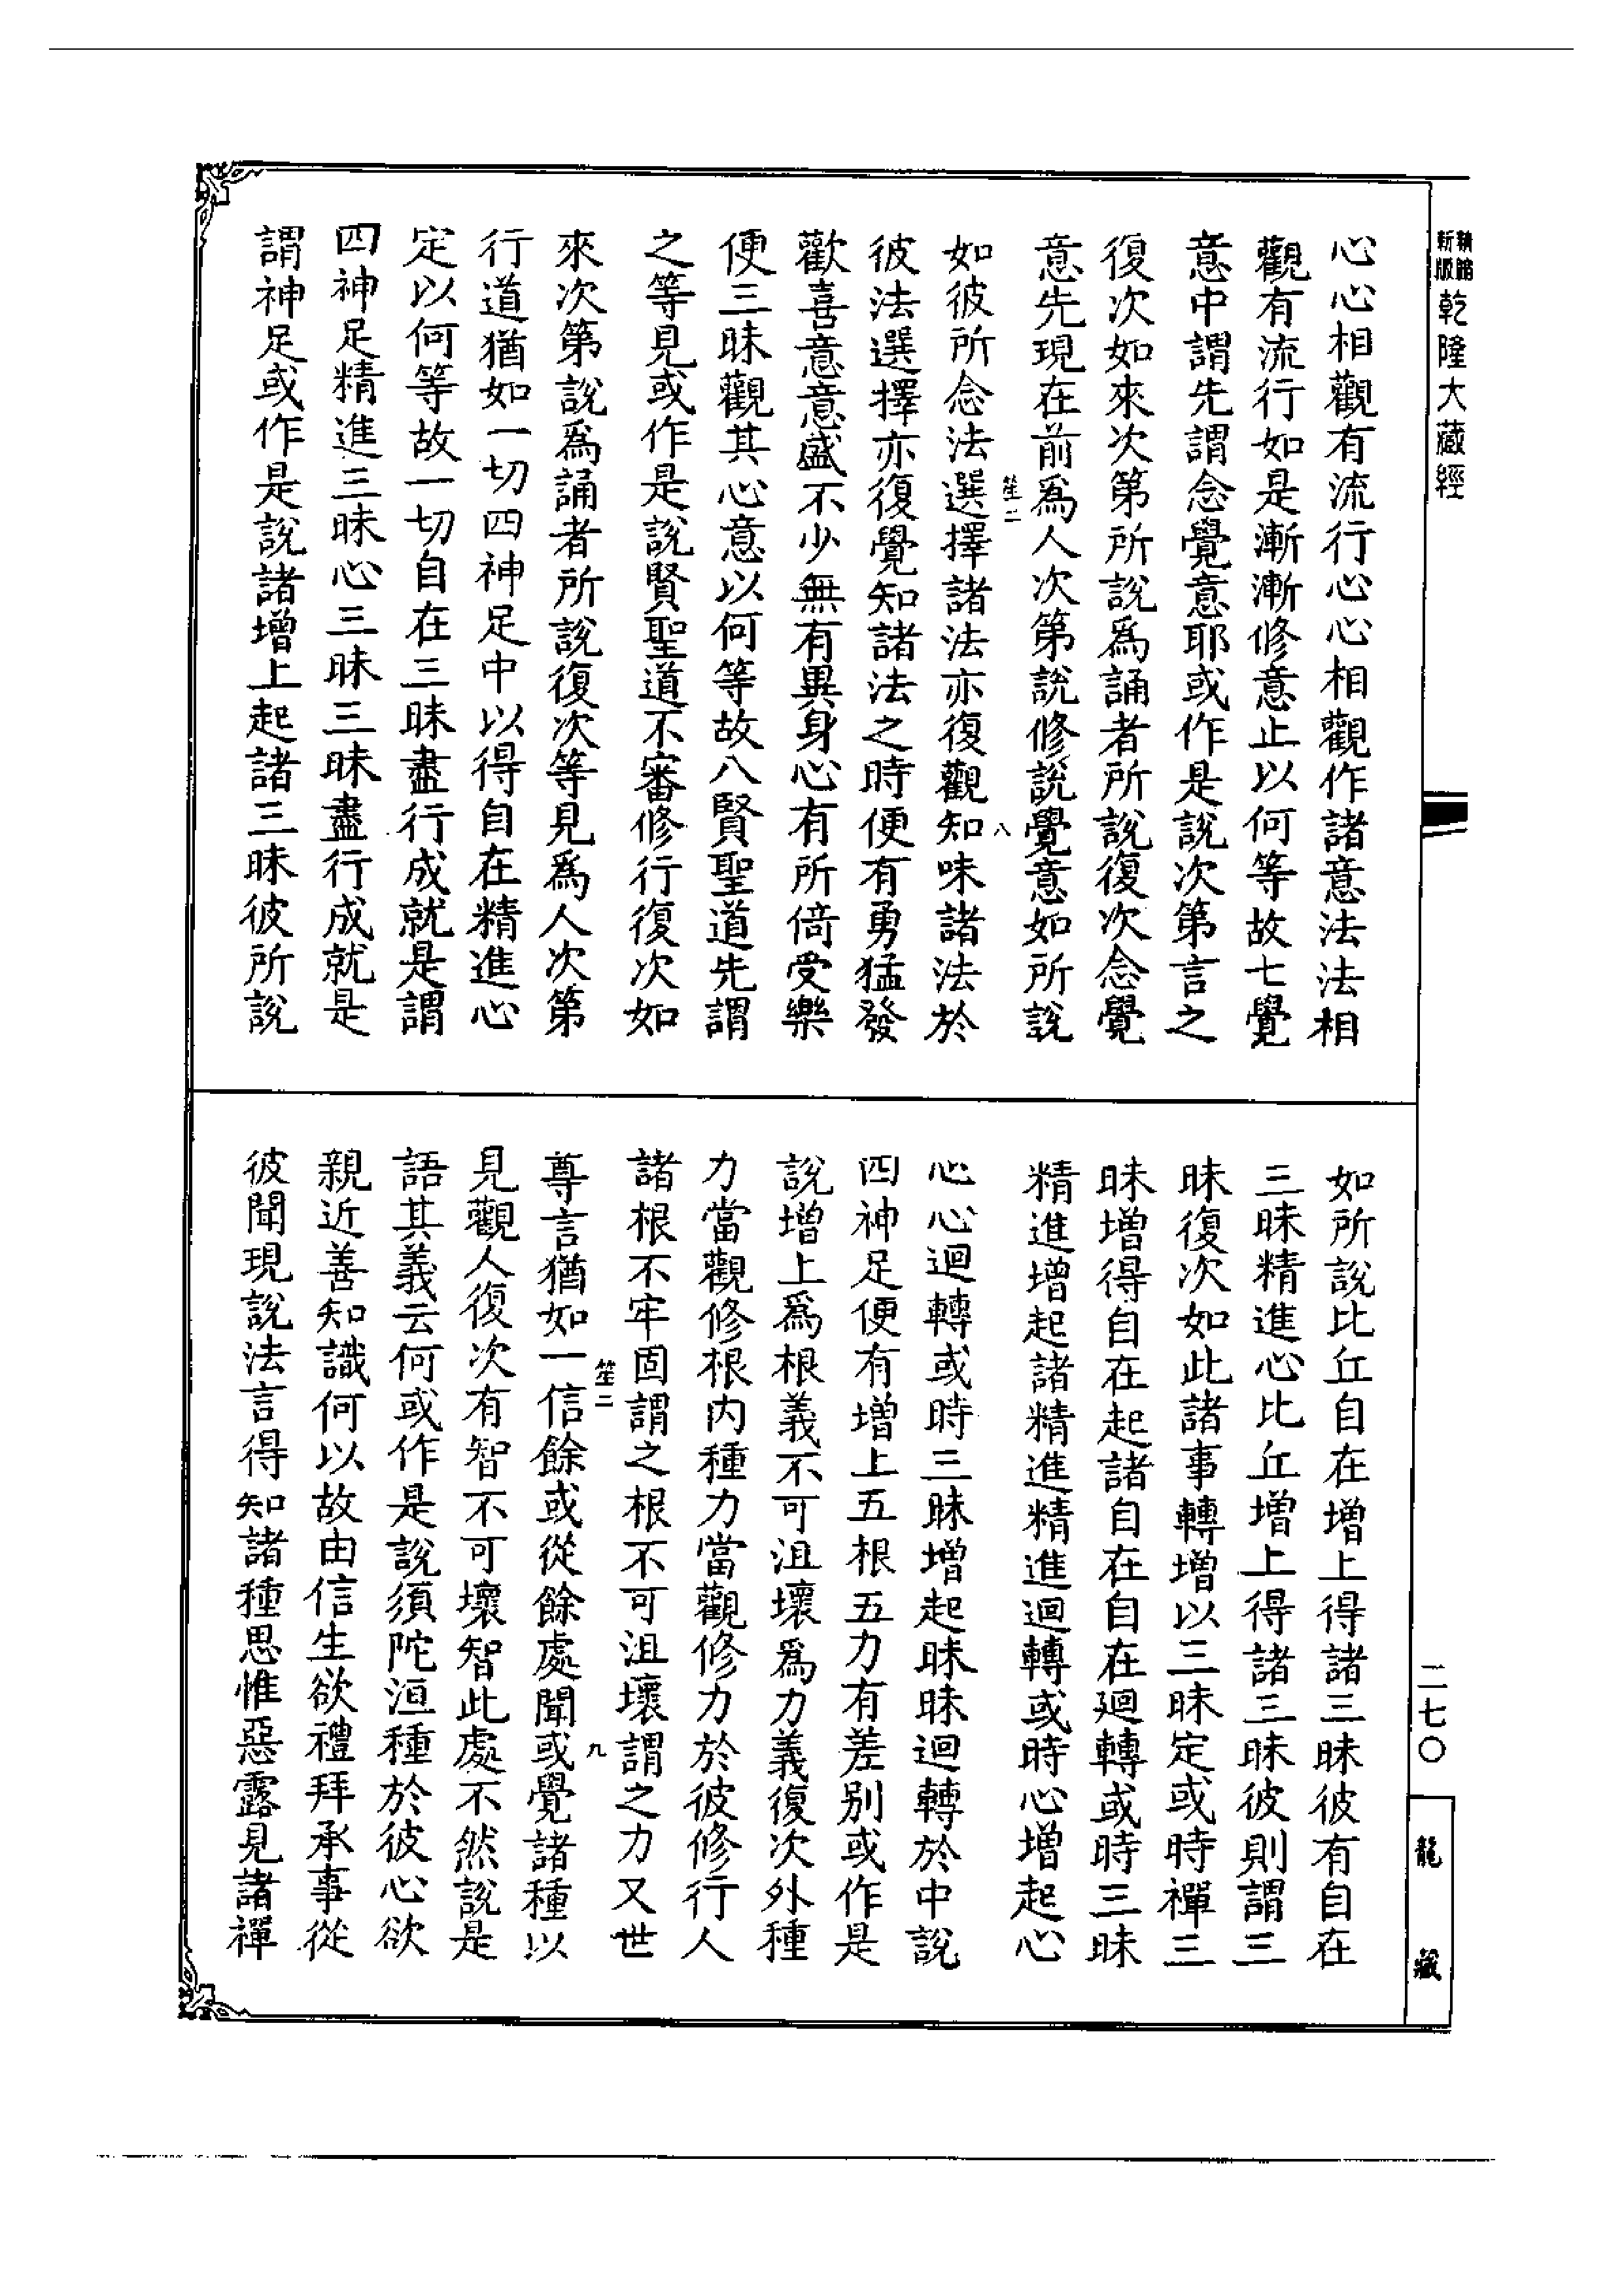 新版精縮乾隆大藏經
心心相觀有流行心心相觀作諸意法法相
觀有流行如是漸漸修意止以何等故七覺
意中謂先謂念覺意耶或作是說次第言之
復次如來次第所說爲誦者所說復次念覺
意先現在前爲人次第說修說覺意如所說
笙二 八
如彼所念法選擇諸法亦復觀知味諸法於
彼法選擇亦復覺知諸法之時便有勇猛發
歡喜意意盛不少無有異身心有所倚受樂
便三昧觀其心意以何等故八賢聖道先謂
之等見或作是說賢聖道不審修行復次如
來次第說爲誦者所說復次等見爲人次第
行道猶如一切四神足中以得自在精進心
定以何等故一切自在三昧盡行成就是謂
四神足精進三昧心三昧三昧盡行成就是
謂神足或作是說諸增上起諸三昧彼所說
如所說比丘自在增上得諸三昧彼有自在
三昧精進心比丘增上得諸三昧彼則謂三
昧復次如此諸事轉增以三昧定或時禪三
昧增得自在起諸自在自在迴轉或時三昧
精進增起諸精進精進迴轉或時心增起心
心心迴轉或時三昧增起昧昧迴轉於中說
四神足便有增上五根五力有差別或作是
說增上爲根義不可沮壞爲力義復次外種
力當觀修根內種力當觀修力於彼修行人
諸根不牢固謂之根不可沮壞謂之力又世
笙二 九
尊言猶如一信餘或從餘處聞或覺諸種以
見觀人復次有智不可壞智此處不然說是
語其義云何或作是說須陀洹種於彼心欲
親近善知識何以故由信生欲禮拜承事從
彼聞現說法言得知諸種思惟惡露見諸禪
二七〇
龍藏